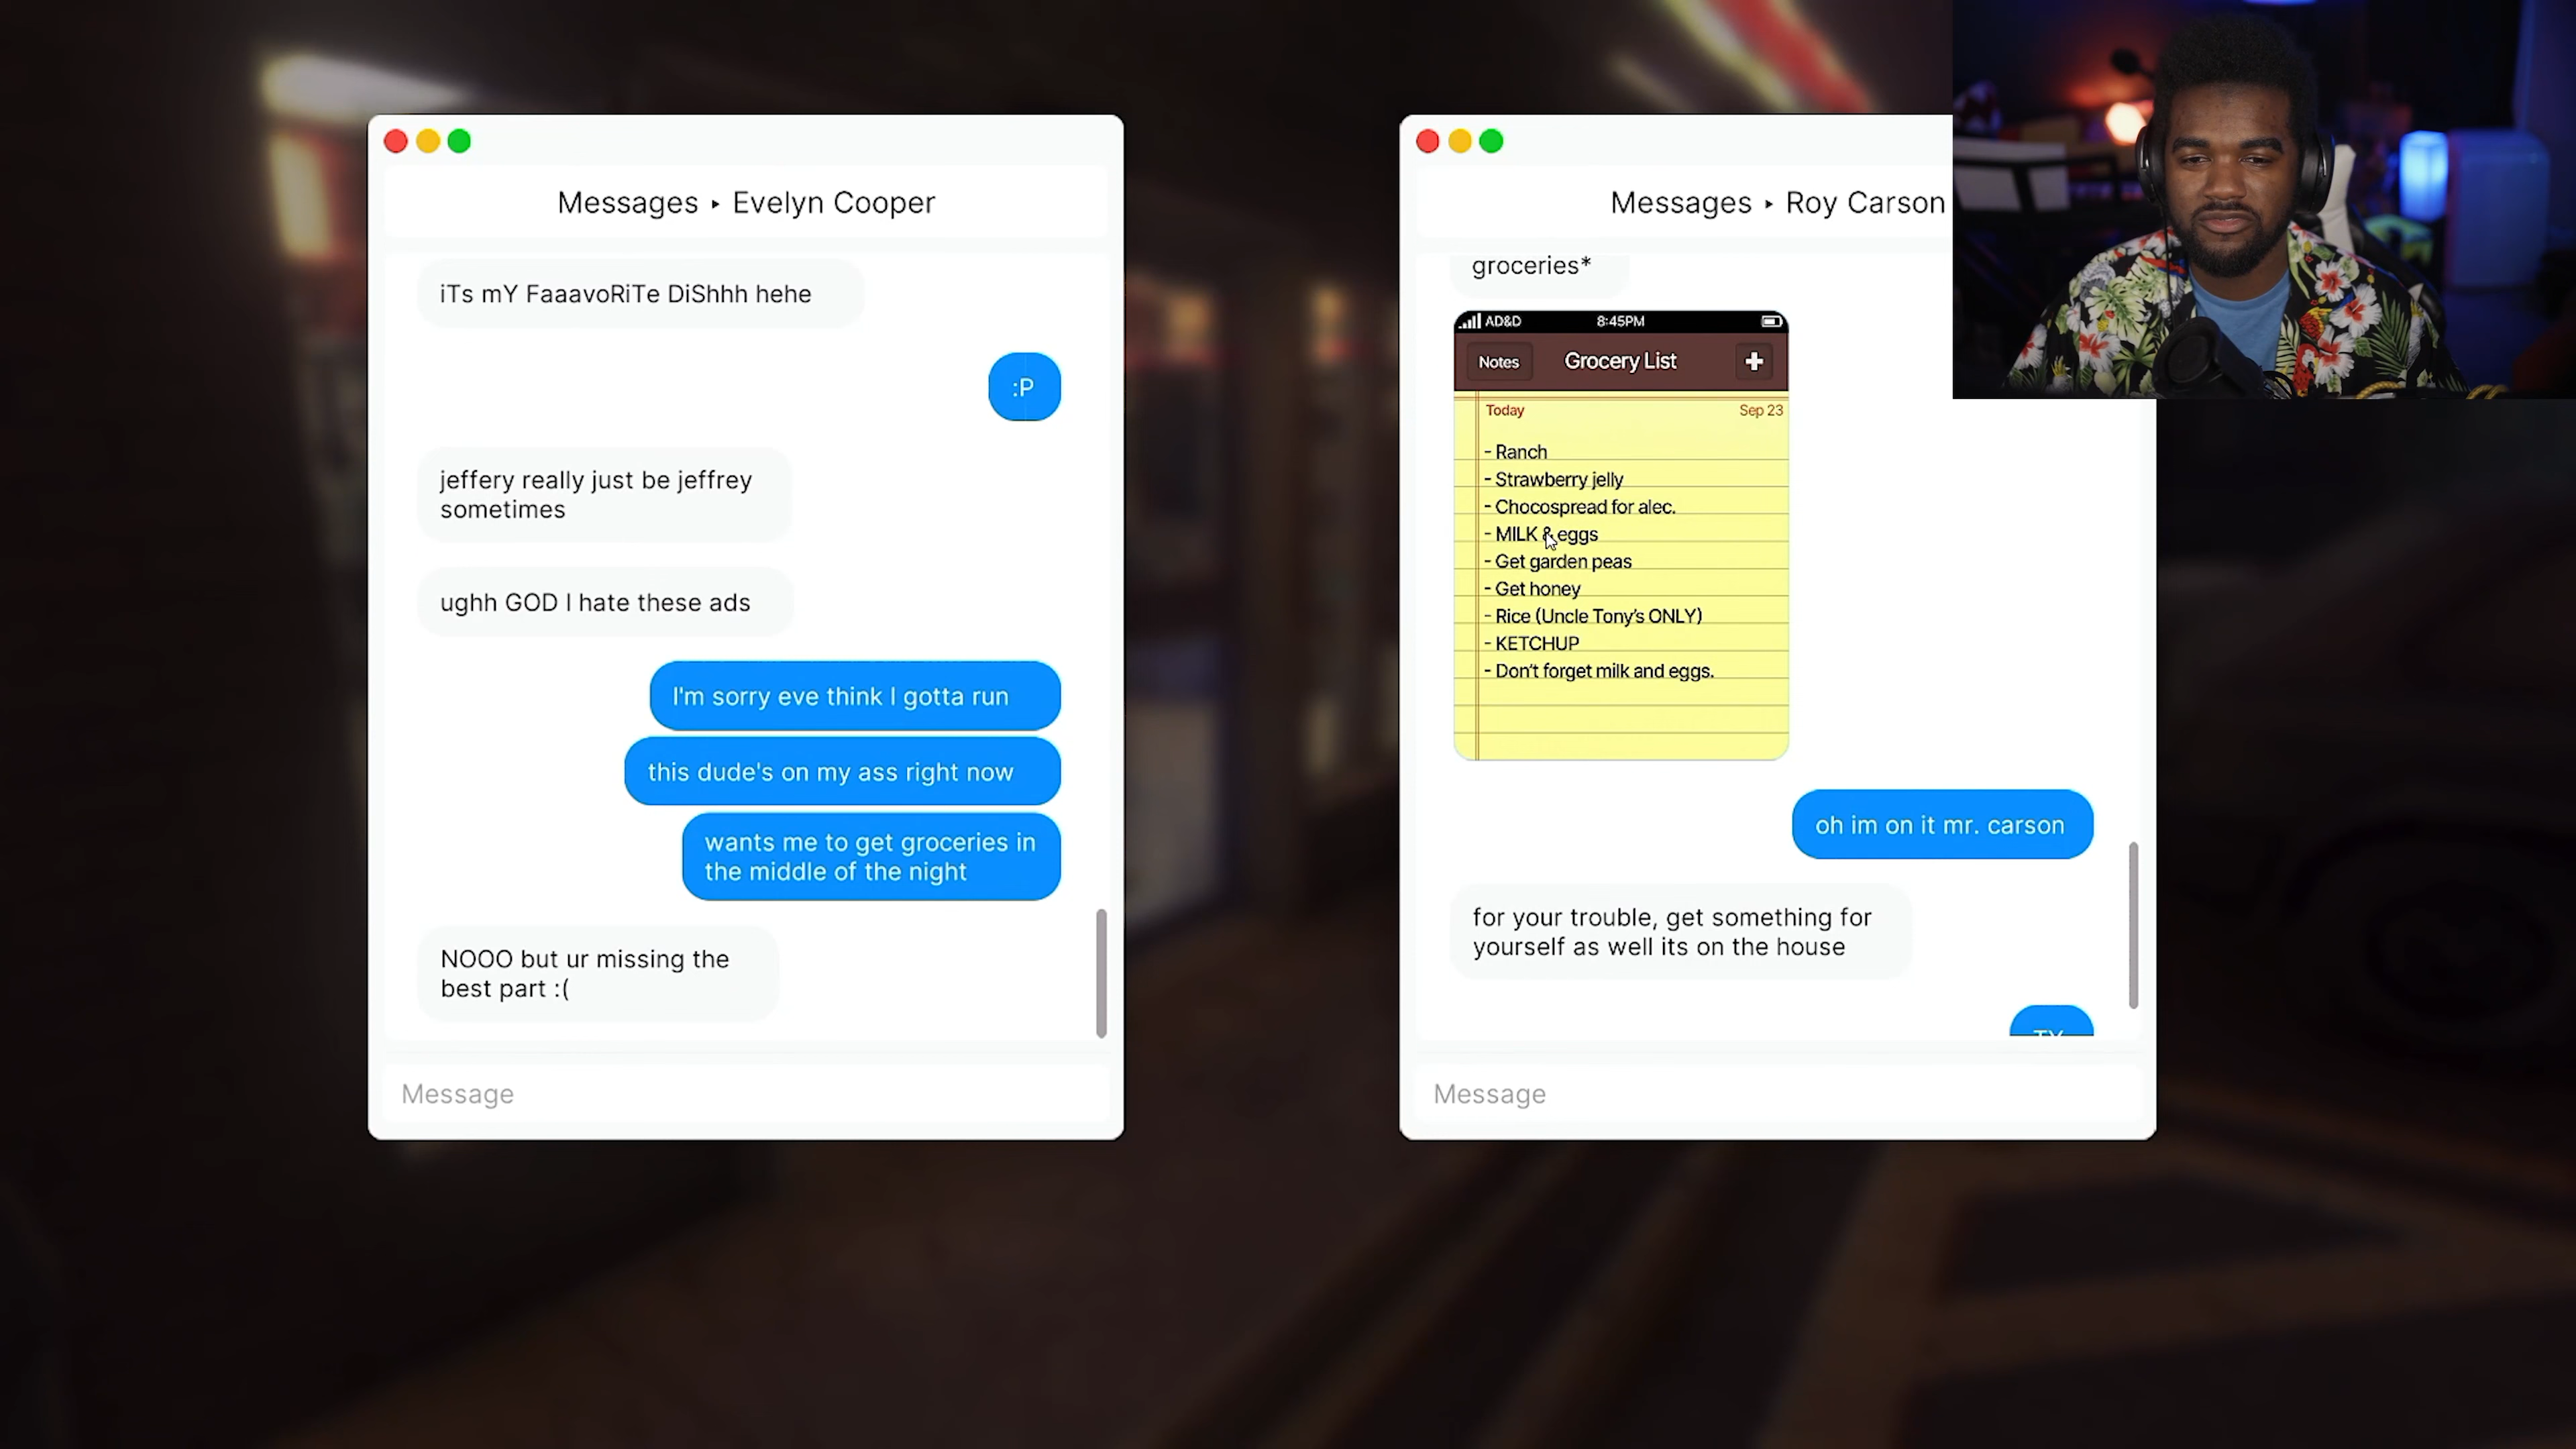 Messages ‣ Evelyn Cooper
iTs mY FaaavoRiTe DiShhh hehe
:P
jeffery really just be jeffrey
sometimes
ughh GOD I hate these ads
I'm sorry eve think I gotta run
this dude's on my ass right now
wants me to get groceries in
the middle of the night
NOOO but ur missing the
best part :(
Message
Messages ‣ Roy Carson
groceries*
AD&D 8:45PM
Notes Grocery List +
Today Sep 23
- Ranch
- Strawberry jelly
- Chocospread for alec.
- MILK & eggs
- Get garden peas
- Get honey
- Rice (Uncle Tony's ONLY)
- KETCHUP
- Don't forget milk and eggs.
oh im on it mr. carson
for your trouble, get something for
yourself as well its on the house
Message